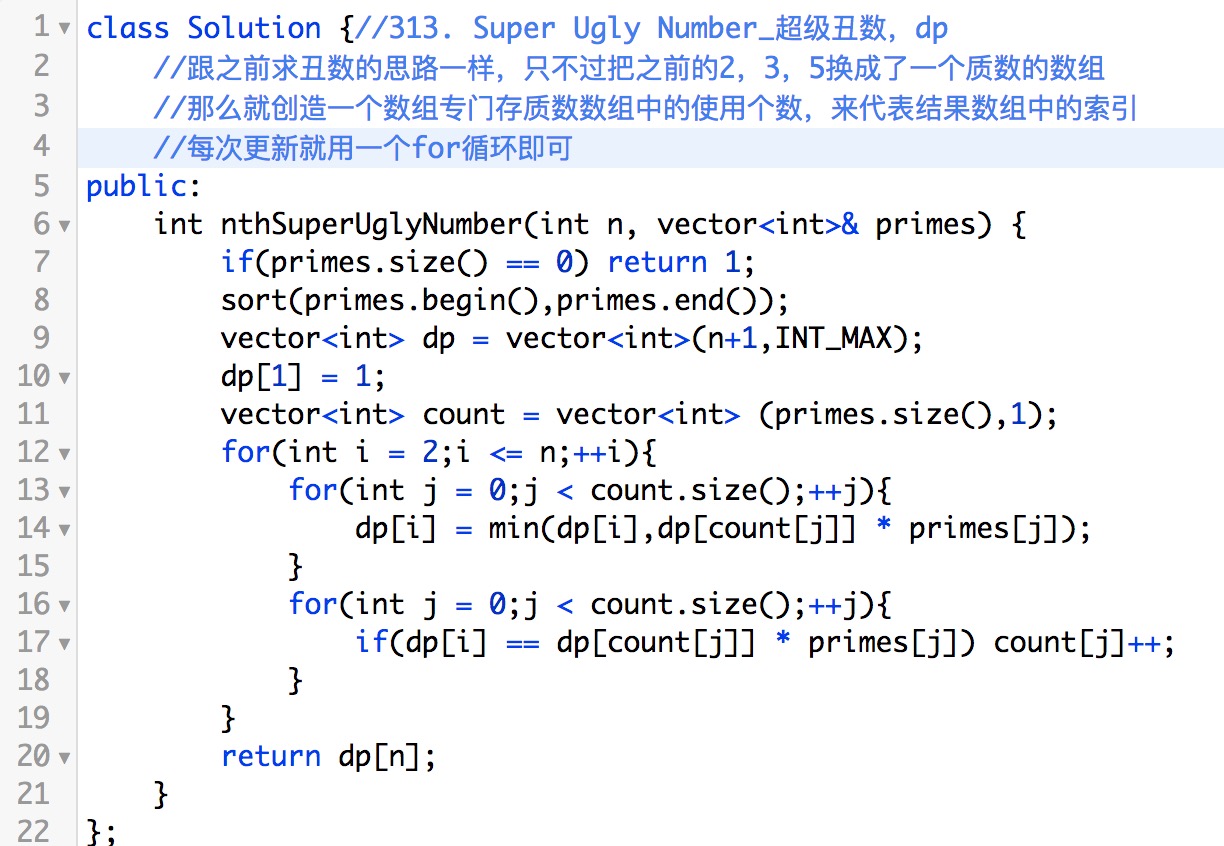 1 class Solution {//313. Super Ugly Number_超级丑数，dp
2     //跟之前求丑数的思路一样，只不过把之前的2，3，5换成了一个质数的数组
3     //那么就创造一个数组专门存质数数组中的使用个数，来代表结果数组中的索引
4     //每次更新就用一个for循环即可
5 public:
6     int nthSuperUglyNumber(int n, vector<int>& primes) {
7         if(primes.size() == 0) return 1;
8         sort(primes.begin(),primes.end());
9         vector<int> dp = vector<int>(n+1,INT_MAX);
10         dp[1] = 1;
11         vector<int> count = vector<int> (primes.size(),1);
12         for(int i = 2;i <= n;++i){
13             for(int j = 0;j < count.size();++j){
14                 dp[i] = min(dp[i],dp[count[j]] * primes[j]);
15             }
16             for(int j = 0;j < count.size();++j){
17                 if(dp[i] == dp[count[j]] * primes[j]) count[j]++;
18             }
19         }
20         return dp[n];
21     }
22 };